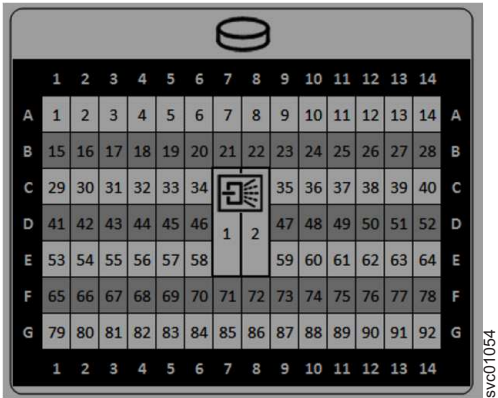 1 2 3 4 5 6 7 8 9 10 11 12 13 14
A 1 2 3 4 5 6 7 8 9 10 11 12 13 14 A
B 15 16 17 18 19 20 21 22 23 24 25 26 27 28 B
C 29 30 31 32 33 34 35 36 37 38 39 40 C
D 41 42 43 44 45 46 1 2 47 48 49 50 51 52 D
E 53 54 55 56 57 58 59 60 61 62 63 64 E
F 65 66 67 68 69 70 71 72 73 74 75 76 77 78 F
G 79 80 81 82 83 84 85 86 87 88 89 90 91 92 G
1 2 3 4 5 6 7 8 9 10 11 12 13 14
svc01054